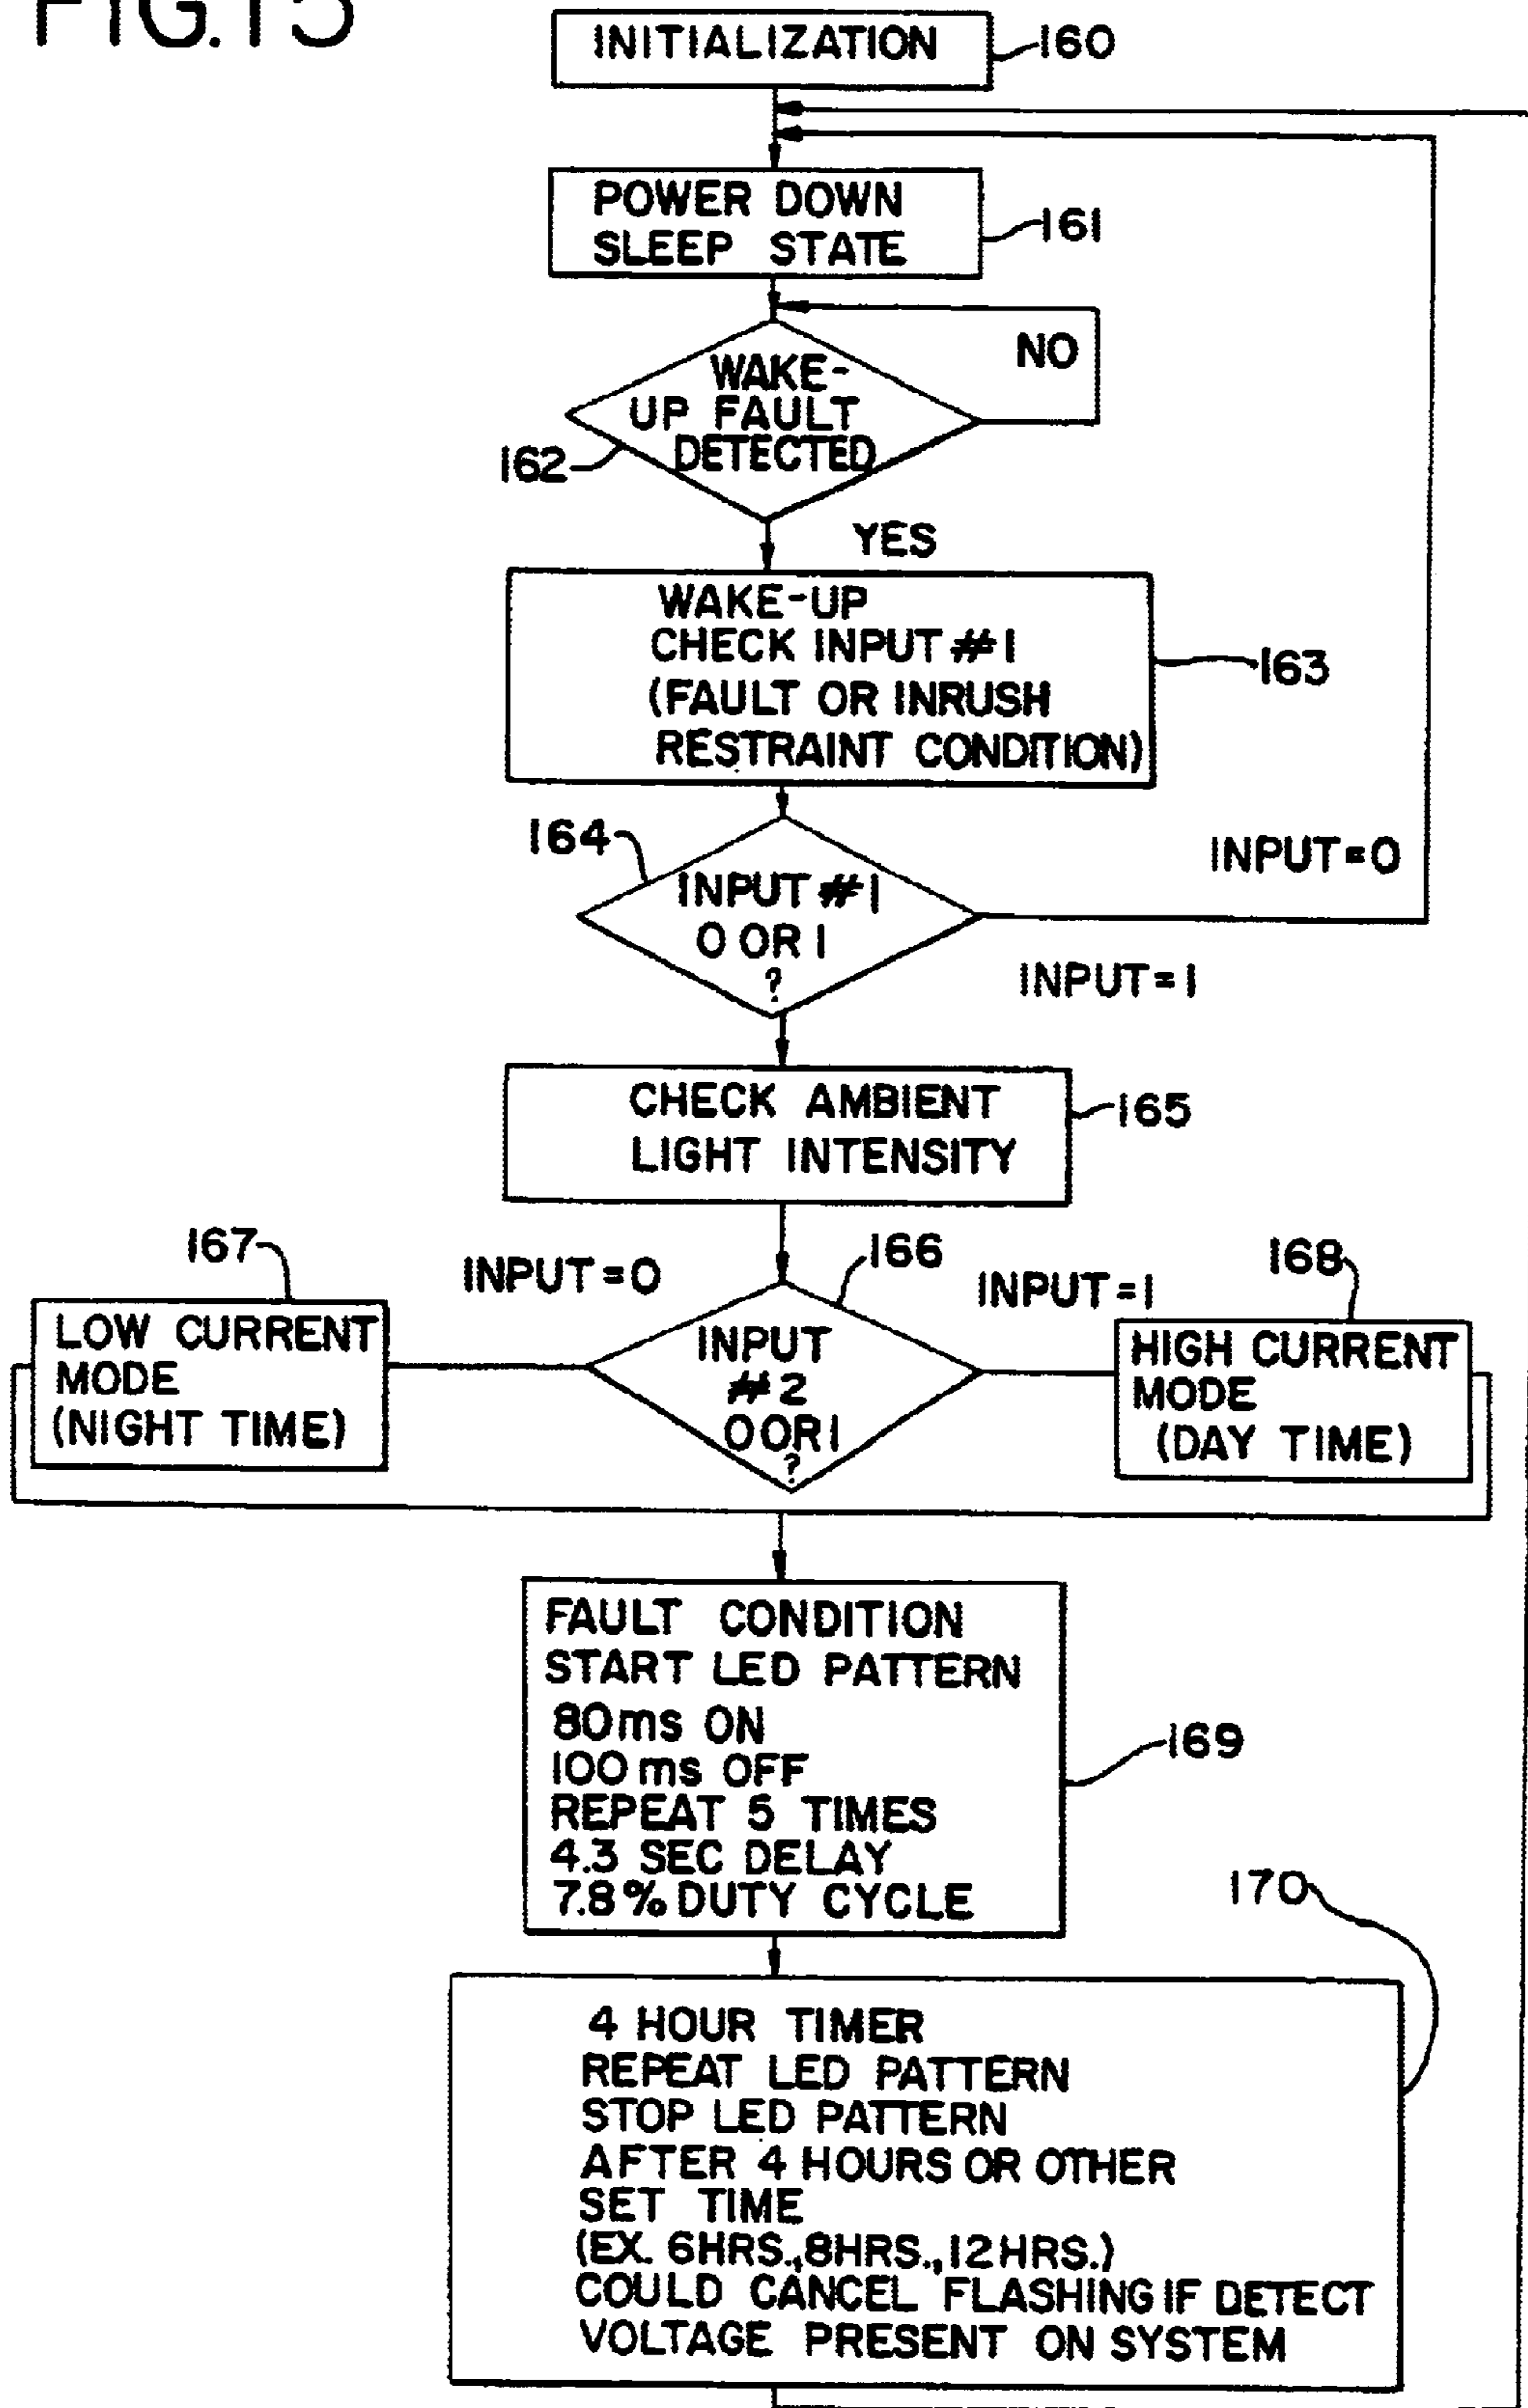 FIG.15
INITIALIZATION
160
POWER DOWN
SLEEP STATE
161
NO
WAKE-
UP FAULT
DETECTED
162
YES
WAKE-UP
CHECK INPUT #1
(FAULT OR INRUSH
RESTRAINT CONDITION)
163
164
INPUT #1
0 OR 1
?
INPUT=0
INPUT=1
CHECK AMBIENT
LIGHT INTENSITY
165
167
INPUT=0
166
INPUT=1
168
LOW CURRENT
MODE
(NIGHT TIME)
INPUT
#2
0 OR 1
?
HIGH CURRENT
MODE
(DAY TIME)
FAULT CONDITION
START LED PATTERN
80ms ON
100 ms OFF
REPEAT 5 TIMES
4.3 SEC DELAY
7.8% DUTY CYCLE
169
170
4 HOUR TIMER
REPEAT LED PATTERN
STOP LED PATTERN
AFTER 4 HOURS OR OTHER
SET TIME
(EX. 6HRS.,8HRS.,12HRS.)
COULD CANCEL FLASHING IF DETECT
VOLTAGE PRESENT ON SYSTEM